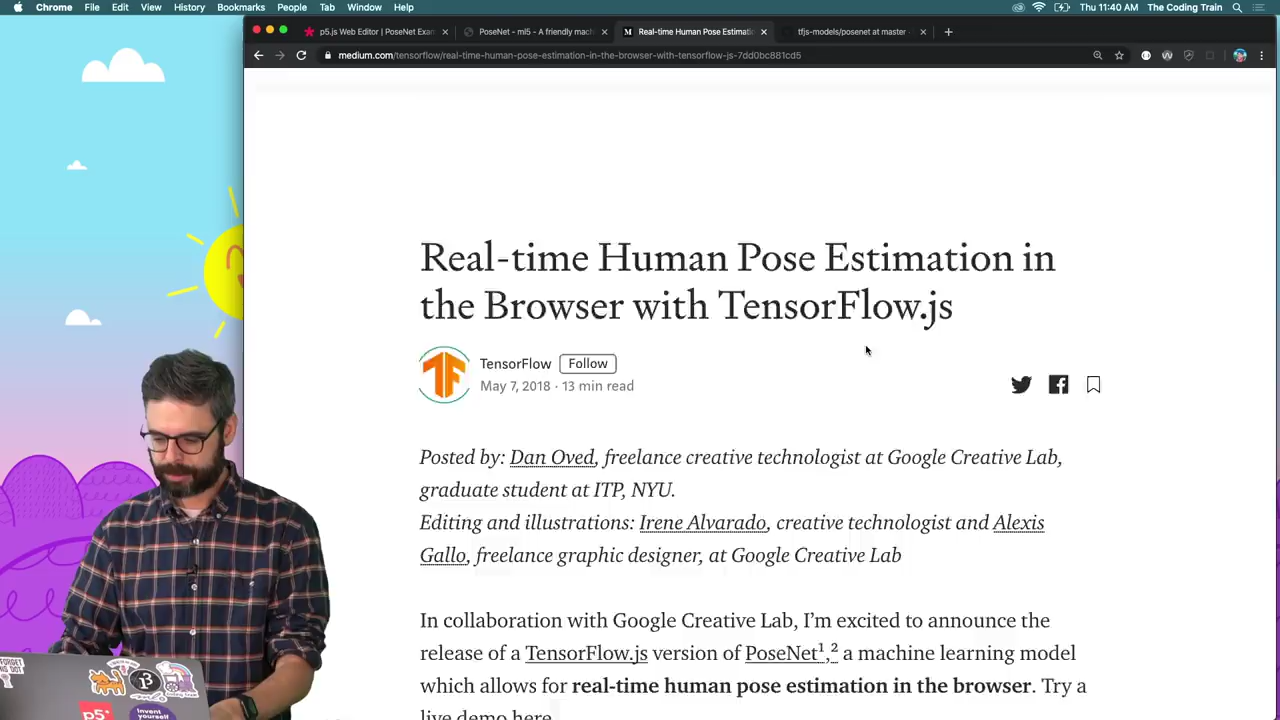 Chrome File Edit View History Bookmarks People Tab Window Help Thu 11:40 AM The Coding Train
p5.js Web Editor | PoseNet Exa PoseNet - ml5 - A friendly mach Real-time Human Pose Estimatio tfjs-models/posenet at master
medium.com/tensorflow/real-time-human-pose-estimation-in-the-browser-with-tensorflow-js-7dd0bc881cd5
Real-time Human Pose Estimation in
the Browser with TensorFlow.js
TensorFlow Follow
May 7, 2018 · 13 min read
Posted by: Dan Oved, freelance creative technologist at Google Creative Lab,
graduate student at ITP, NYU.
Editing and illustrations: Irene Alvarado, creative technologist and Alexis
Gallo, freelance graphic designer, at Google Creative Lab
In collaboration with Google Creative Lab, I’m excited to announce the
release of a TensorFlow.js version of PoseNet¹,² a machine learning model
which allows for real-time human pose estimation in the browser. Try a
live demo here
FORGET
p5*
invent
yourself